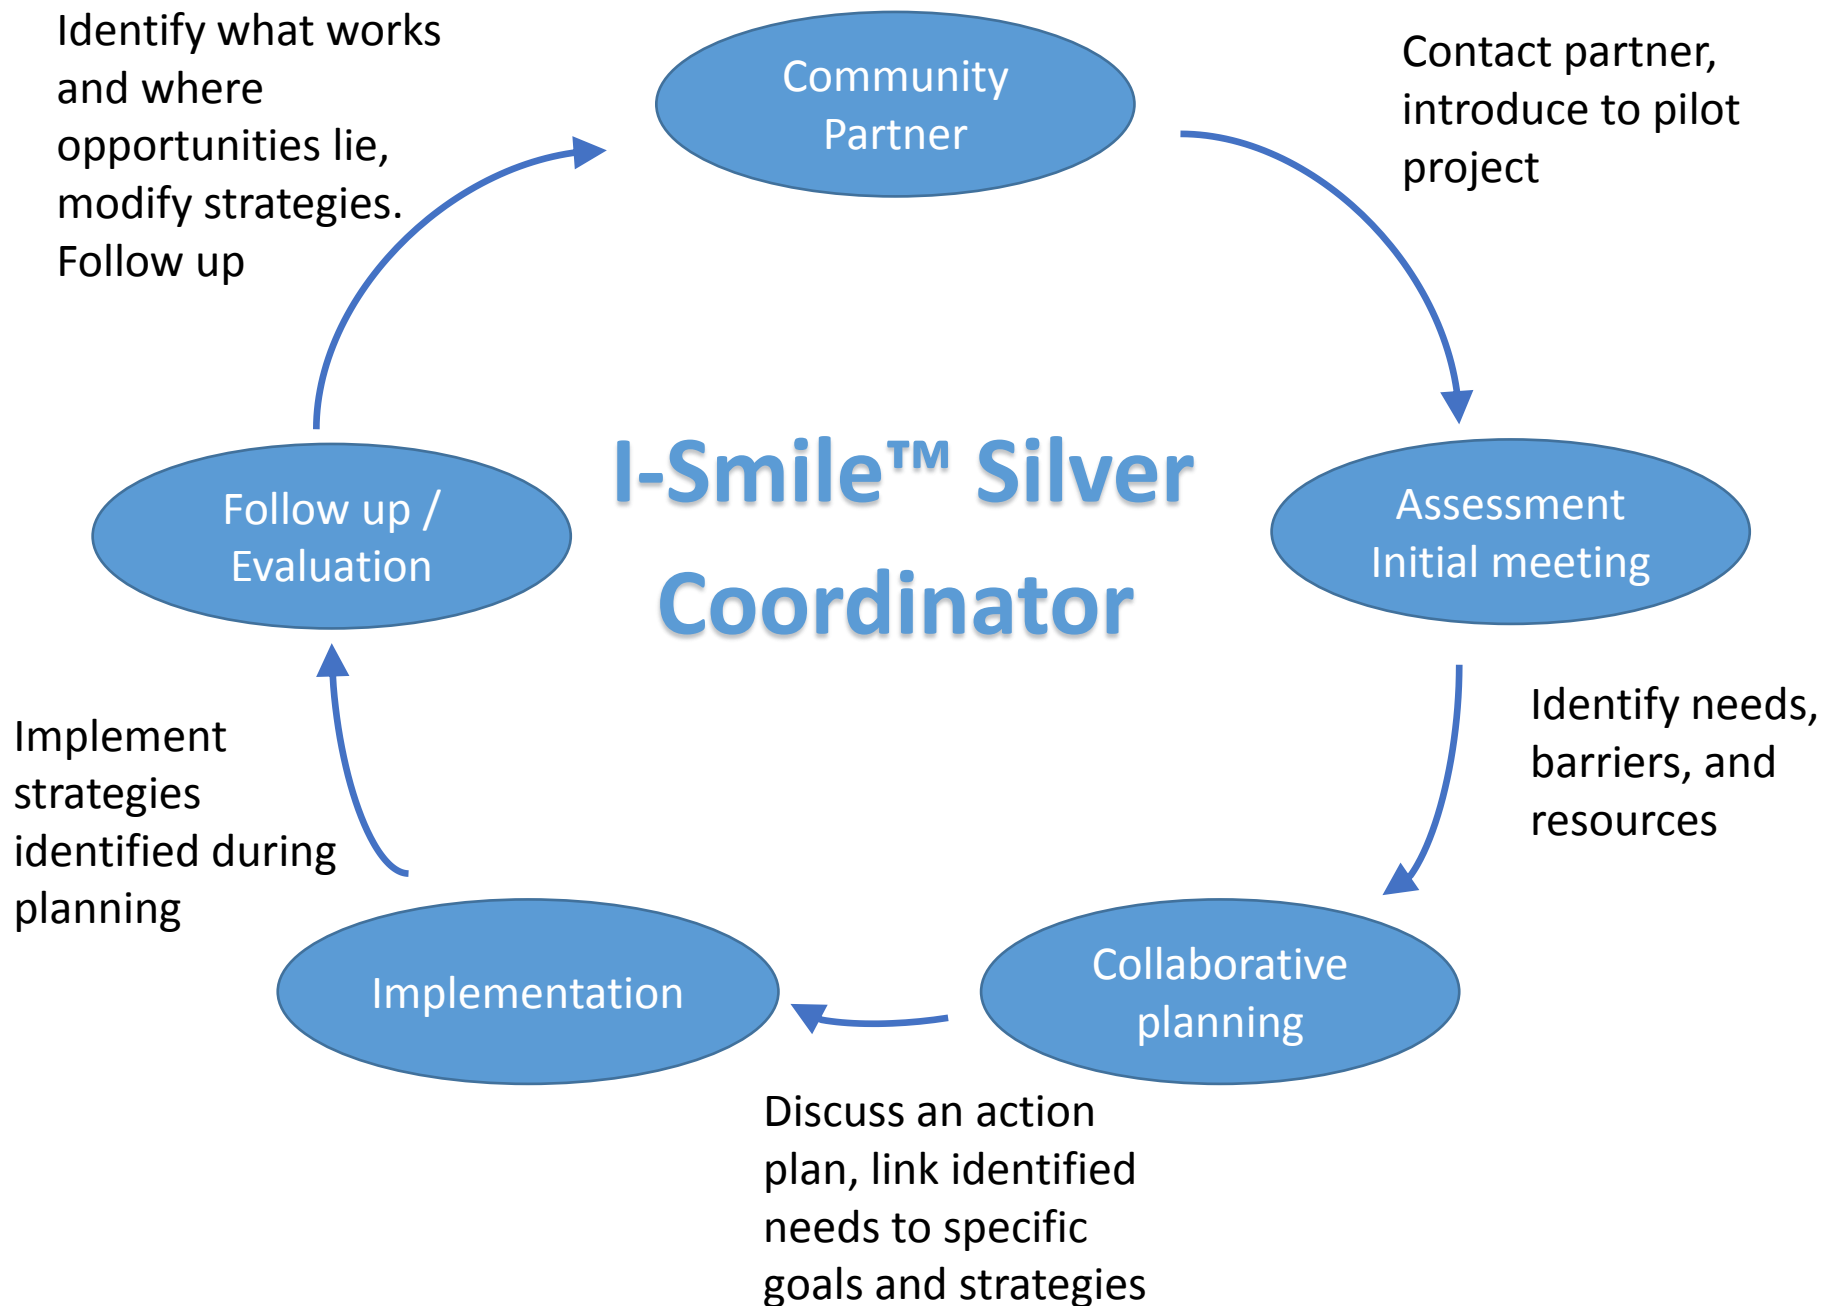 Identify what works
and where
opportunities lie,
modify strategies.
Follow up
Community
Partner
Contact partner,
introduce to pilot
project
I-Smile™ Silver
Coordinator
Follow up /
Evaluation
Assessment
Initial meeting
Implement
strategies
identified during
planning
Identify needs,
barriers, and
resources
Implementation
Collaborative
planning
Discuss an action
plan, link identified
needs to specific
goals and strategies